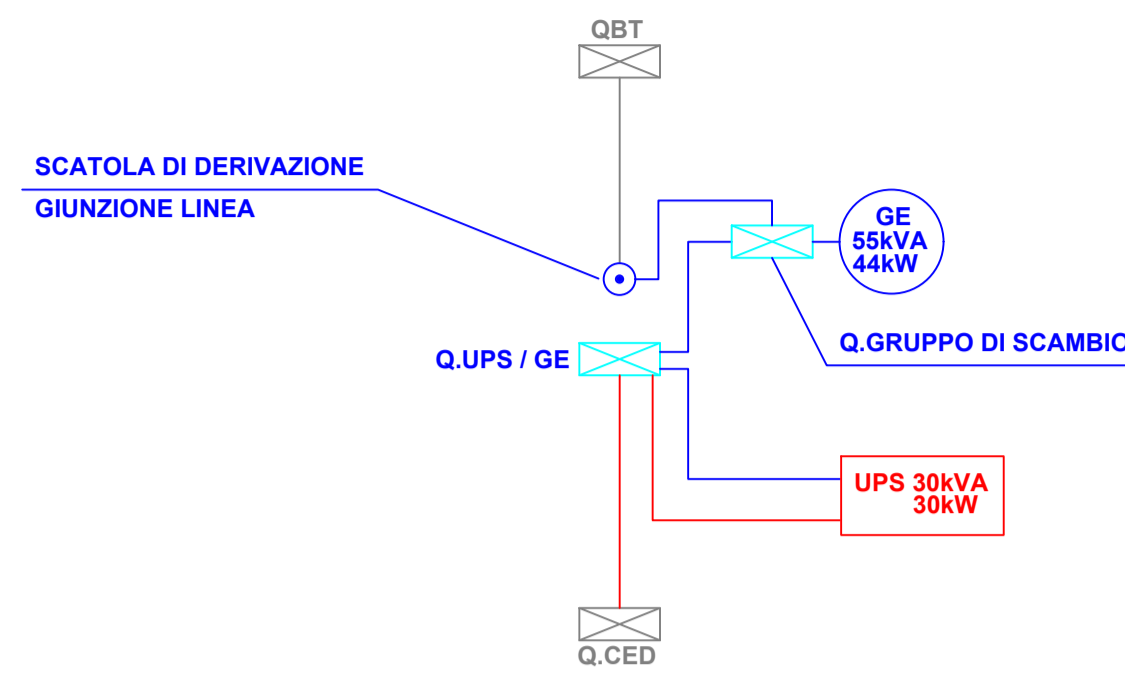 QBT
SCATOLA DI DERIVAZIONE
GIUNZIONE LINEA
GE
55kVA
44kW
Q.GRUPPO DI SCAMBIO
Q.UPS / GE
UPS 30kVA
30kW
Q.CED